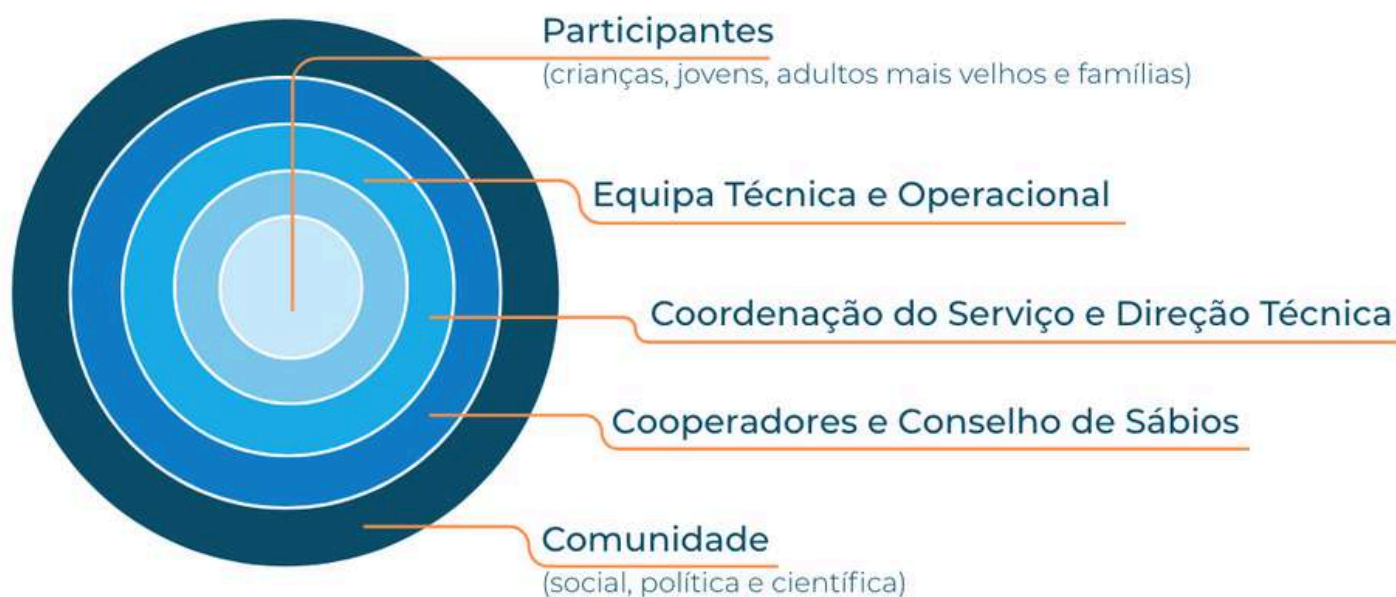 Participantes
(crianças, jovens, adultos mais velhos e famílias)
Equipa Técnica e Operacional
Coordenação do Serviço e Direção Técnica
Cooperadores e Conselho de Sábios
Comunidade
(social, política e científica)